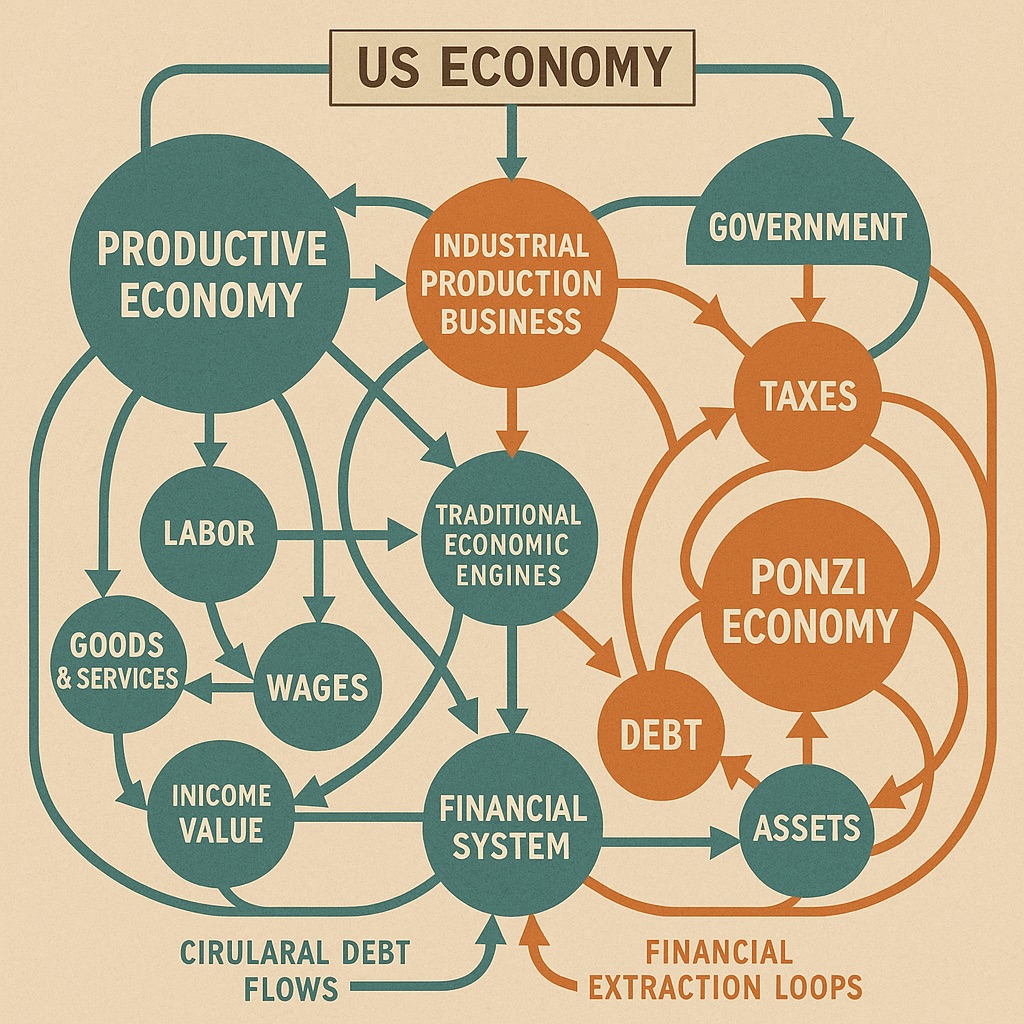 US ECONOMY
PRODUCTIVE
ECONOMY
INDUSTRIAL
PRODUCTION
BUSINESS
GOVERNMENT
TAXES
LABOR
TRADITIONAL
ECONOMIC
ENGINES
PONZI
ECONOMY
GOODS
& SERVICES
WAGES
DEBT
INICOME
VALUE
FINANCIAL
SYSTEM
ASSETS
CIRULARAL DEBT
FLOWS
FINANCIAL
EXTRACTION LOOPS